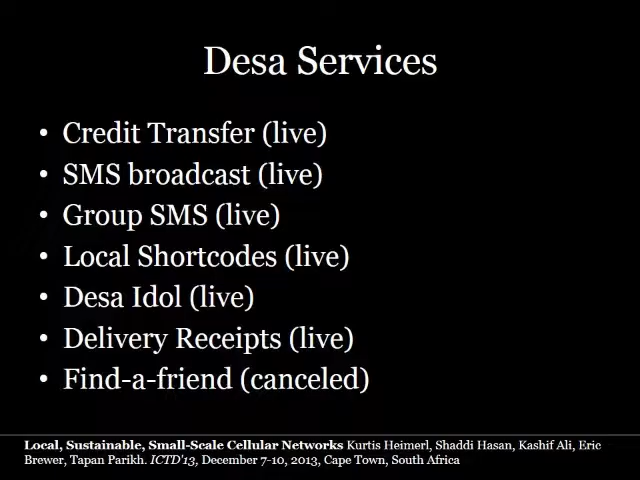 Desa Services
• Credit Transfer (live)
• SMS broadcast (live)
• Group SMS (live)
• Local Shortcodes (live)
• Desa Idol (live)
• Delivery Receipts (live)
• Find-a-friend (canceled)
Local, Sustainable, Small-Scale Cellular Networks Kurtis Heimerl, Shaddi Hasan, Kashif Ali, Eric
Brewer, Tapan Parikh. ICTD'13, December 7-10, 2013, Cape Town, South Africa